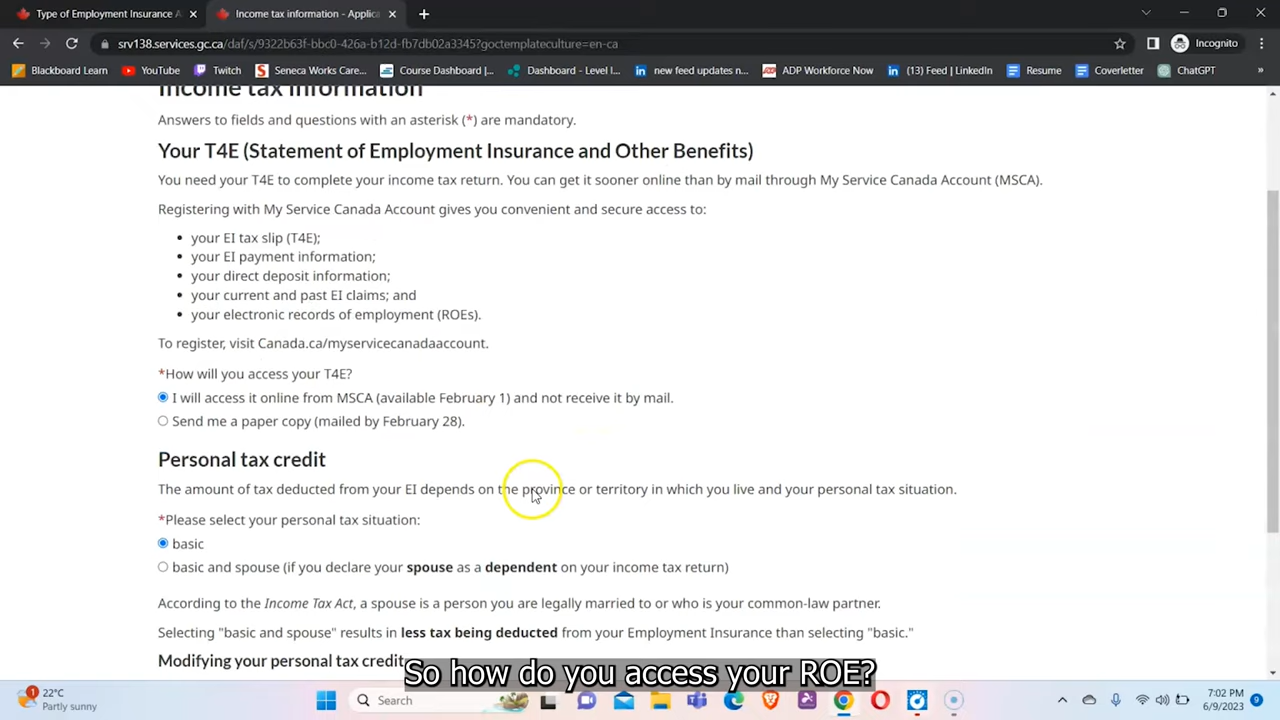 Type of Employment Insurance A
Income tax information - Applica
srv138.services.gc.ca/daf/s/9322b63f-bbc0-426a-b12d-fb7db02a3345?goctemplateculture=en-ca
Incognito
Blackboard Learn
YouTube
Twitch
Seneca Works Care...
Course Dashboard |...
Dashboard - Level I...
new feed updates n...
ADP Workforce Now
(13) Feed | LinkedIn
Resume
Coverletter
ChatGPT
»
Income tax information
Answers to fields and questions with an asterisk (*) are mandatory.
Your T4E (Statement of Employment Insurance and Other Benefits)
You need your T4E to complete your income tax return. You can get it sooner online than by mail through My Service Canada Account (MSCA).
Registering with My Service Canada Account gives you convenient and secure access to:
• your EI tax slip (T4E);
• your EI payment information;
• your direct deposit information;
• your current and past EI claims; and
• your electronic records of employment (ROEs).
To register, visit Canada.ca/myservicecanadaaccount.
*How will you access your T4E?
I will access it online from MSCA (available February 1) and not receive it by mail.
Send me a paper copy (mailed by February 28).
Personal tax credit
The amount of tax deducted from your EI depends on the province or territory in which you live and your personal tax situation.
*Please select your personal tax situation:
basic
basic and spouse (if you declare your spouse as a dependent on your income tax return)
According to the Income Tax Act, a spouse is a person you are legally married to or who is your common-law partner.
Selecting "basic and spouse" results in less tax being deducted from your Employment Insurance than selecting "basic."
Modifying your personal tax credit
So how do you access your ROE?
1
22°C
Partly sunny
Search
7:02 PM
6/9/2023
9